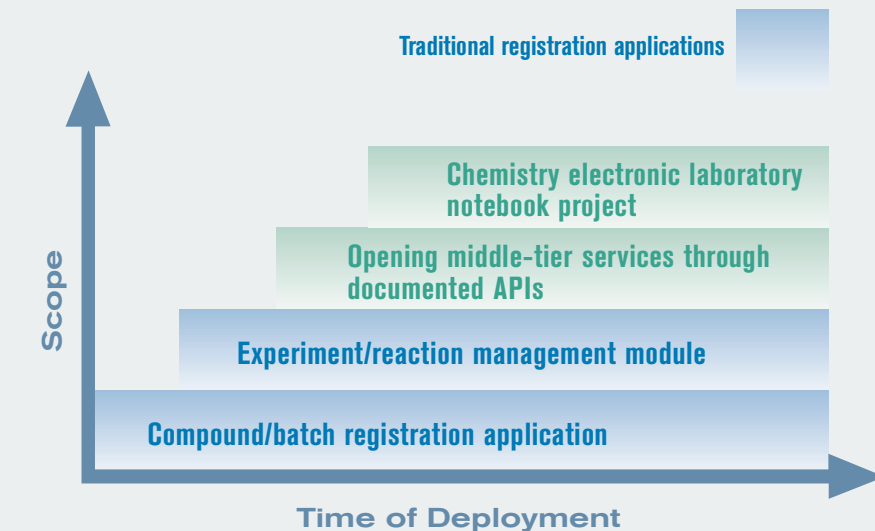 Traditional registration applications
Chemistry electronic laboratory
notebook project
Opening middle-tier services through
documented APIs
Experiment/reaction management module
Compound/batch registration application
Scope
Time of Deployment